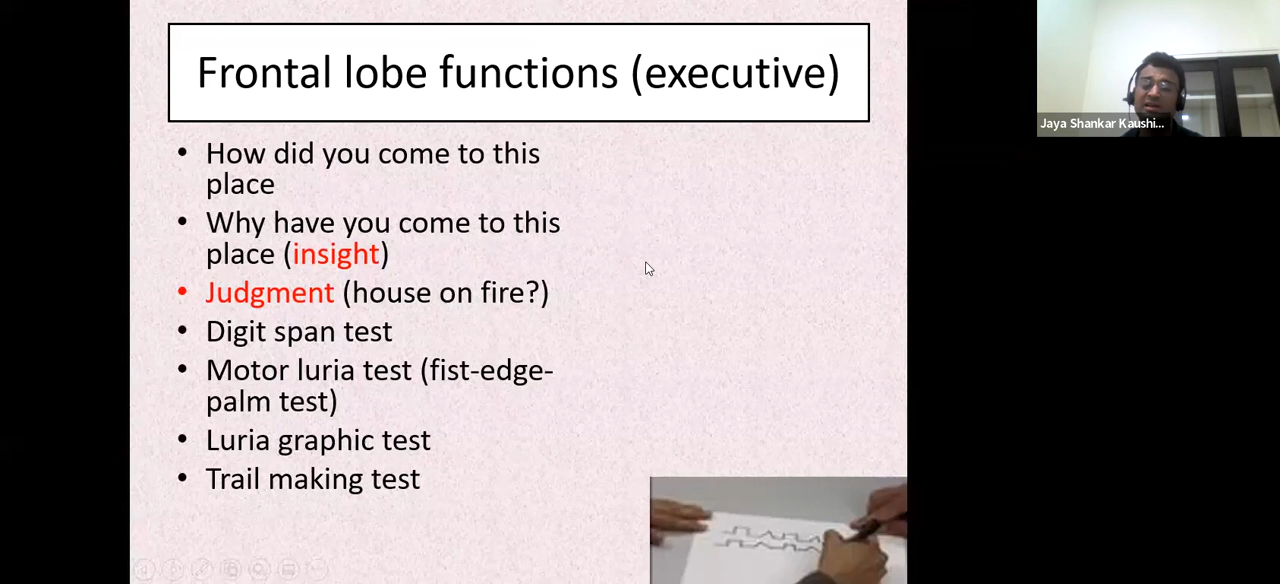 Frontal lobe functions (executive)
• How did you come to this
place
• Why have you come to this
place (insight)
• Judgment (house on fire?)
• Digit span test
• Motor luria test (fist-edge-
palm test)
• Luria graphic test
• Trail making test
Jaya Shankar Kaushi...